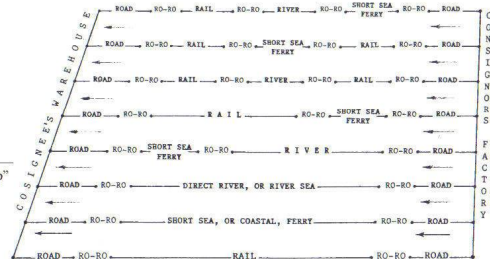 ROAD RO-RO RAIL RO-RO RIVER RO-RO SHORT SEA FERRY RO-RO ROAD
ROAD RO-RO RAIL RO-RO SHORT SEA FERRY RO-RO RAIL RO-RO ROAD
ROAD RO-RO RAIL RO-RO RIVER RO-RO RAIL RO-RO ROAD
ROAD RO-RO RAIL RO-RO SHORT SEA FERRY RO-RO ROAD
ROAD RO-RO SHORT SEA FERRY RO-RO RIVER RO-RO ROAD
ROAD RO-RO DIRECT RIVER, OR RIVER SEA RO-RO ROAD
ROAD RO-RO SHORT SEA, OR COASTAL, FERRY RO-RO ROAD
ROAD RO-RO RAIL RO-RO ROAD
COSIGNEE'S WAREHOUSE
CONSIGNORS FACTORY